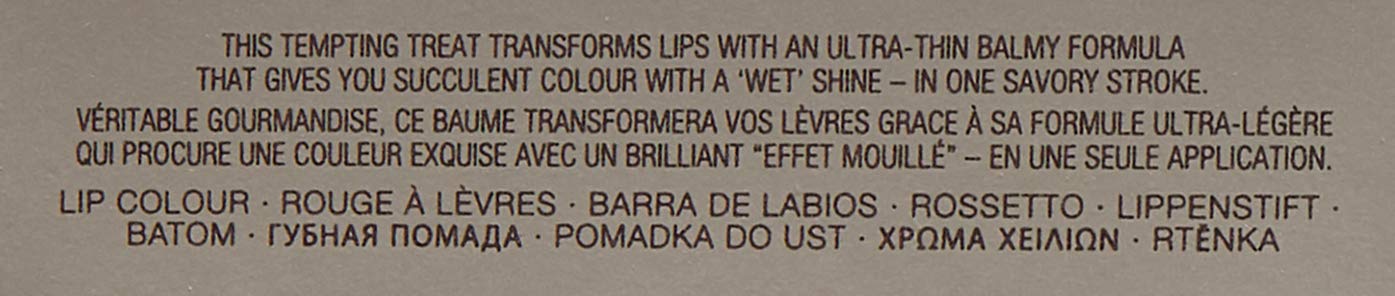 THIS TEMPTING TREAT TRANSFORMS LIPS WITH AN ULTRA-THIN BALMY FORMULA
THAT GIVES YOU SUCCULENT COLOUR WITH A 'WET' SHINE – IN ONE SAVORY STROKE.
VÉRITABLE GOURMANDISE, CE BAUME TRANSFORMERA VOS LÈVRES GRACE À SA FORMULE ULTRA-LÉGÈRE
QUI PROCURE UNE COULEUR EXQUISE AVEC UN BRILLIANT "EFFET MOUILLÉ" – EN UNE SEULE APPLICATION.
LIP COLOUR · ROUGE À LÈVRES · BARRA DE LABIOS · ROSSETTO · LIPPENSTIFT ·
BATOM · ГУБНАЯ ПОМАДА · POMADKA DO UST · ΧΡΩΜΑ ΧΕΙΛΙΩΝ · RTĚNKA